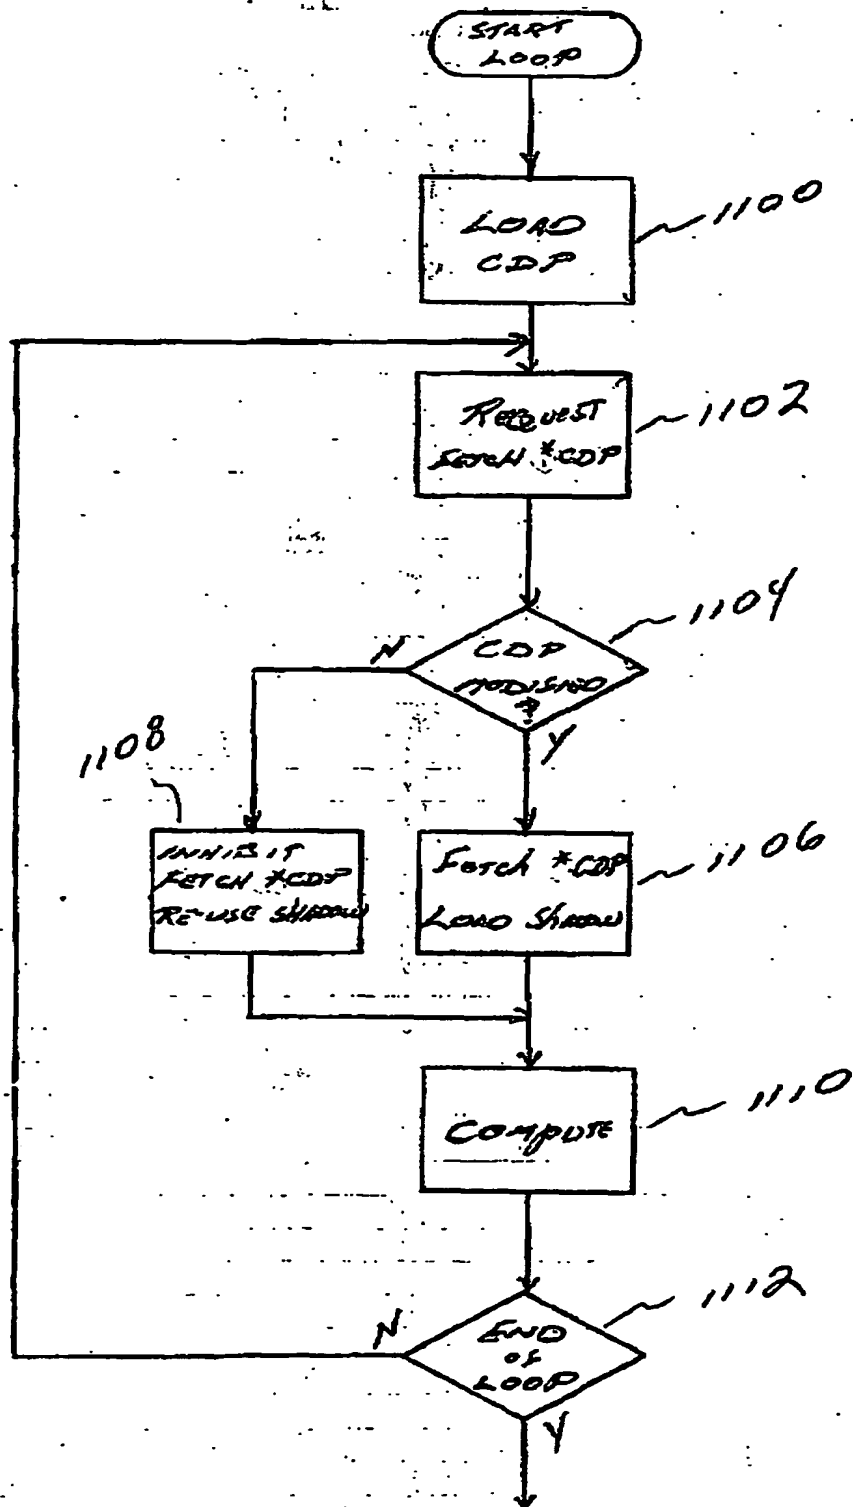 START
LOOP
LOAD
CDP
1100
REQUEST
FETCH *CDP
1102
CDP
MODIFIED
?
1104
N
Y
1108
INHIBIT
FETCH *CDP
RE-USE SHADOW
FETCH *CDP
LOAD SHADOW
1106
COMPUTE
1110
END
OF
LOOP
1112
N
Y